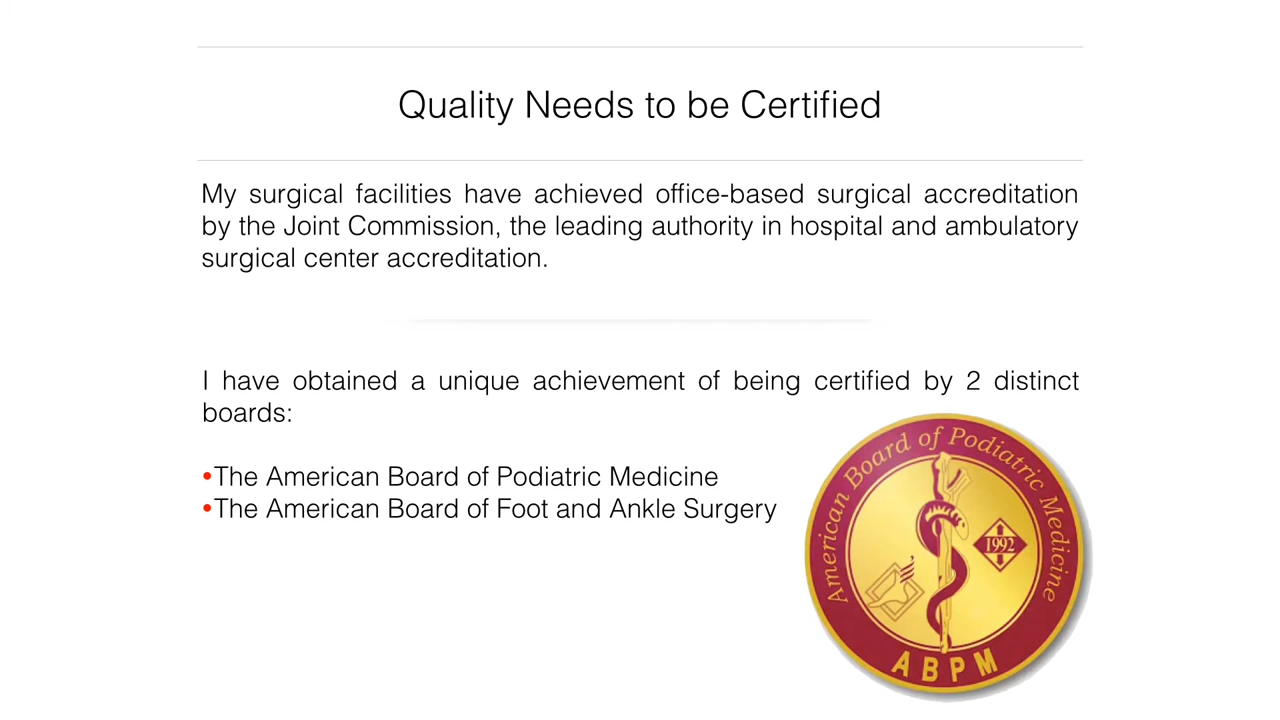 Quality Needs to be Certified
My surgical facilities have achieved office-based surgical accreditation
by the Joint Commission, the leading authority in hospital and ambulatory
surgical center accreditation.
I have obtained a unique achievement of being certified by 2 distinct
boards:
•The American Board of Podiatric Medicine
•The American Board of Foot and Ankle Surgery
American Board of Podiatric Medicine
1992
ABPM